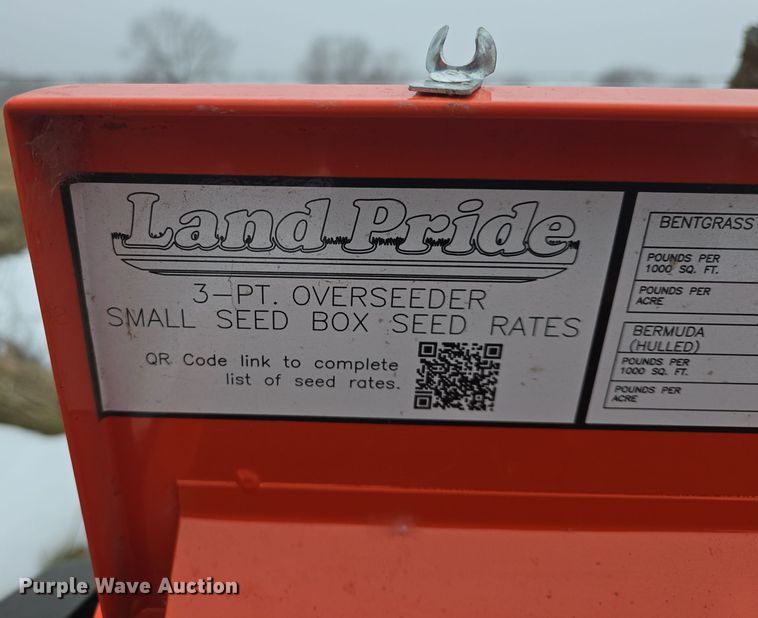 Land Pride
3-PT. OVERSEEDER
SMALL SEED BOX SEED RATES
QR Code link to complete
list of seed rates.
BENTGRASS
POUNDS PER
1000 SQ. FT.
POUNDS PER
ACRE
BERMUDA
(HULLED)
POUNDS PER
1000 SQ. FT.
POUNDS PER
ACRE
Purple Wave Auction